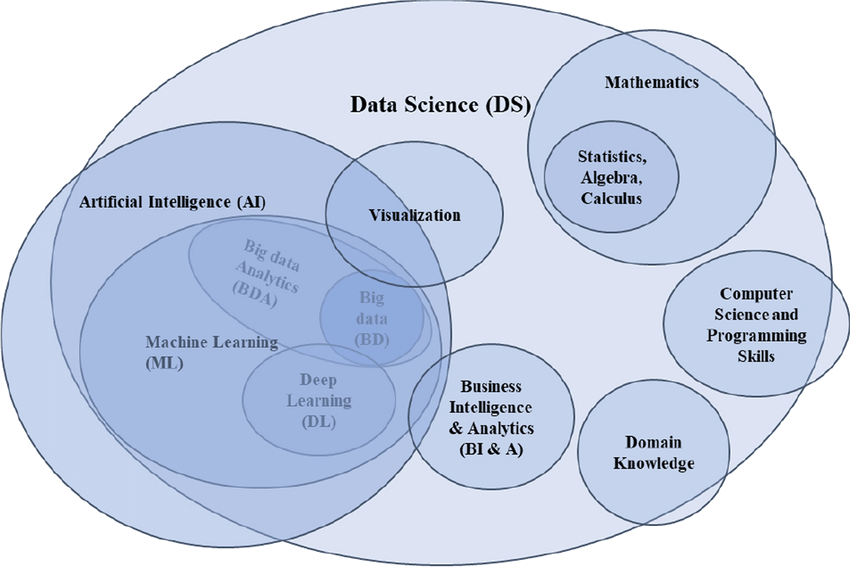 Data Science (DS)
Mathematics
Statistics,
Algebra,
Calculus
Artificial Intelligence (AI)
Visualization
Big data
Analytics
(BDA)
Big
data
(BD)
Machine Learning
(ML)
Deep
Learning
(DL)
Business
Intelligence
& Analytics
(BI & A)
Computer
Science and
Programming
Skills
Domain
Knowledge